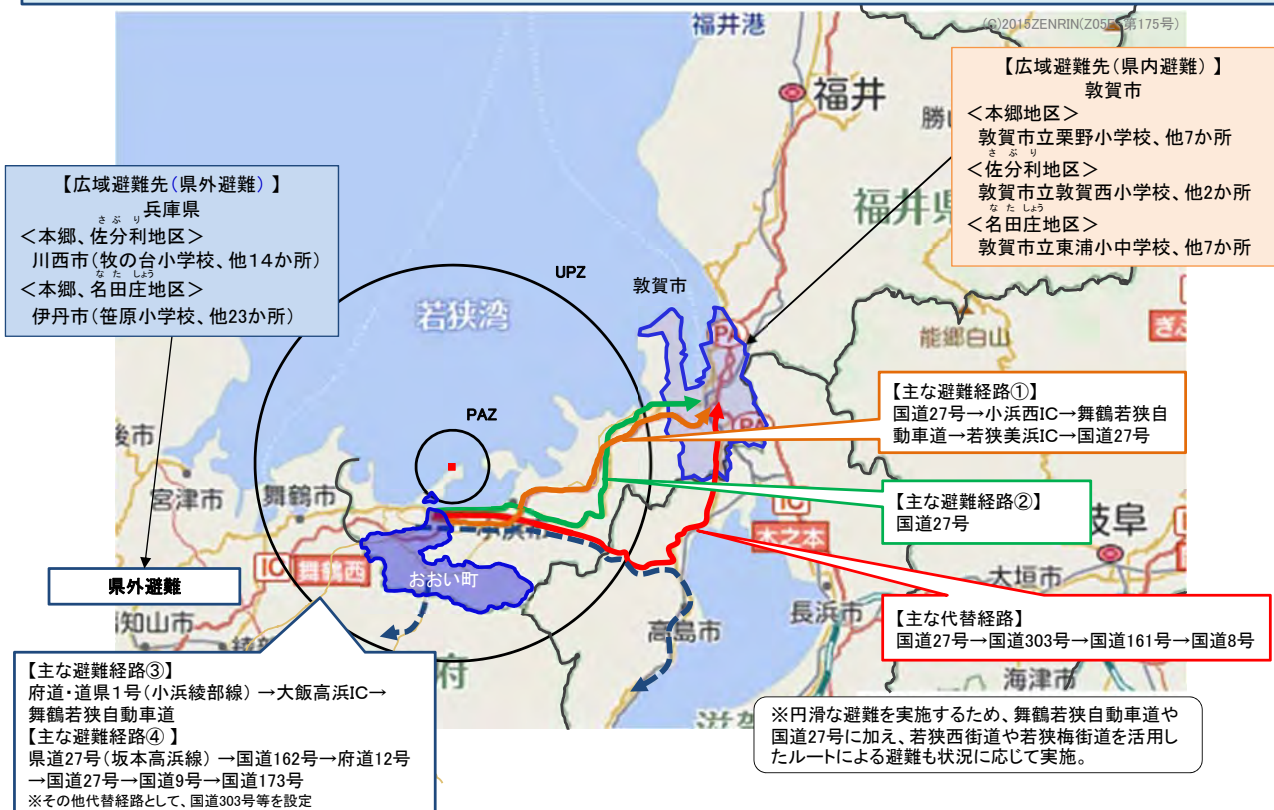 (C)2015ZENRIN(Z05E-第175号)
福井港
【広域避難先(県内避難) 】
敦賀市
<本郷地区>
敦賀市立粟野小学校、他7か所
さぶり
<佐分利地区>
敦賀市立敦賀西小学校、他2か所
なたしょう
<名田庄地区>
敦賀市立東浦小中学校、他7か所
福井
勝山
福井県
【広域避難先(県外避難) 】
兵庫県
さぶり
<本郷、佐分利地区>
川西市(牧の台小学校、他14か所)
なたしょう
<本郷、名田庄地区>
伊丹市(笹原小学校、他23か所)
UPZ
敦賀市
若狭湾
PA
能郷白山
ぎふ
PAZ
【主な避難経路①】
国道27号→小浜西IC→舞鶴若狭自
動車道→若狭美浜IC→国道27号
PA
後市
宮津市
舞鶴市
【主な避難経路②】
国道27号
小浜市
IC
木之本
岐阜
IC
舞鶴西
おおい町
大垣市
県外避難
長浜市
【主な代替経路】
国道27号→国道303号→国道161号→国道8号
知山市
綾部
高島市
府
海津市
滋賀
【主な避難経路③】
府道・道県1号(小浜綾部線) →大飯高浜IC→
舞鶴若狭自動車道
【主な避難経路④ 】
県道27号(坂本高浜線) →国道162号→府道12号
→国道27号→国道9号→国道173号
※その他代替経路として、国道303号等を設定
※円滑な避難を実施するため、舞鶴若狭自動車道や
国道27号に加え、若狭西街道や若狭梅街道を活用し
たルートによる避難も状況に応じて実施。